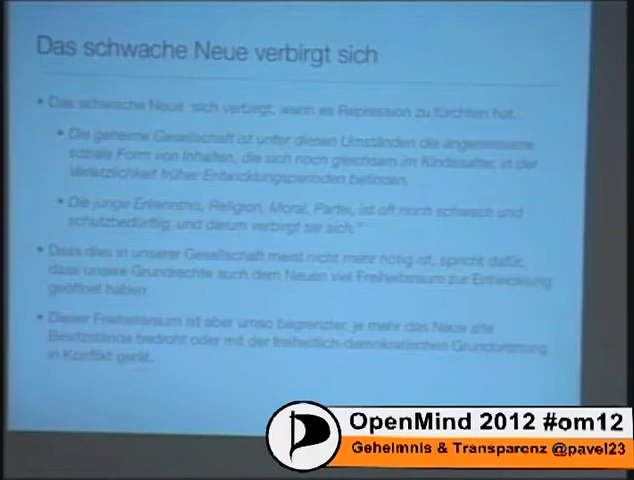 Das schwache Neue verbirgt sich
• Das schwache Neue sich verbirgt, wenn es Repression zu fürchten hat.
• Die geheime Gesellschaft ist unter diesen Umständen die angemessene
soziale Form von Inhalten, die sich noch gleichsam im Kindesalter, in der
Verletzlichkeit früher Entwicklungsperioden befinden.
• Die junge Erkenntnis, Religion, Moral, Partei, ist oft noch schwach und
schutzbedürftig, und darum verbirgt sie sich."
• Dass dies in unserer Gesellschaft meist nicht mehr nötig ist, spricht dafür,
dass unsere Grundrechte auch dem Neuen viel Freiheitsraum zur Entwicklung
geöffnet haben.
• Dieser Freiheitsraum ist aber umso begrenzter, je mehr das Neue alte
Besitzstände bedroht oder mit der freiheitlich-demokratischen Grundordnung
in Konflikt gerät.
OpenMind 2012 #om12
Geheimnis & Transparenz @pavel23